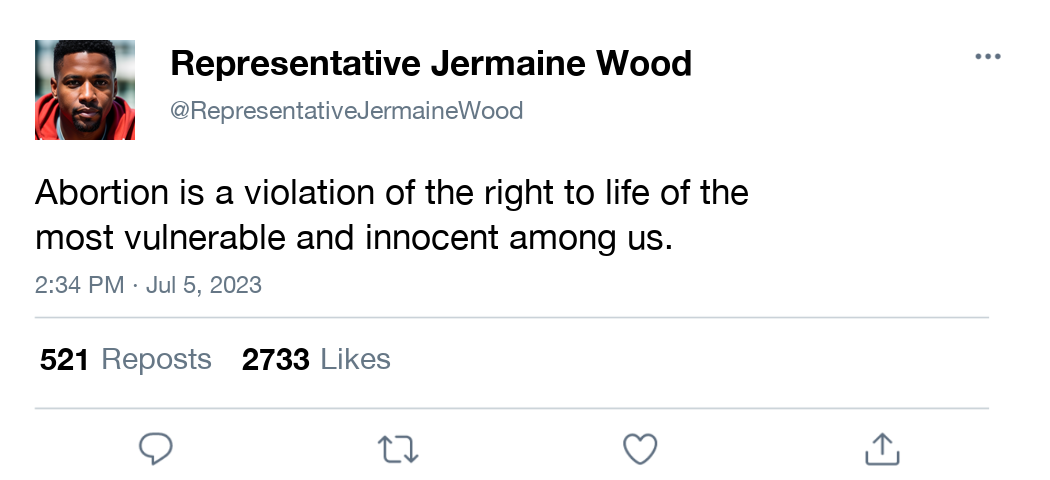 Representative Jermaine Wood
@RepresentativeJermaineWood
Abortion is a violation of the right to life of the
most vulnerable and innocent among us.
2:34 PM · Jul 5, 2023
521 Reposts 2733 Likes